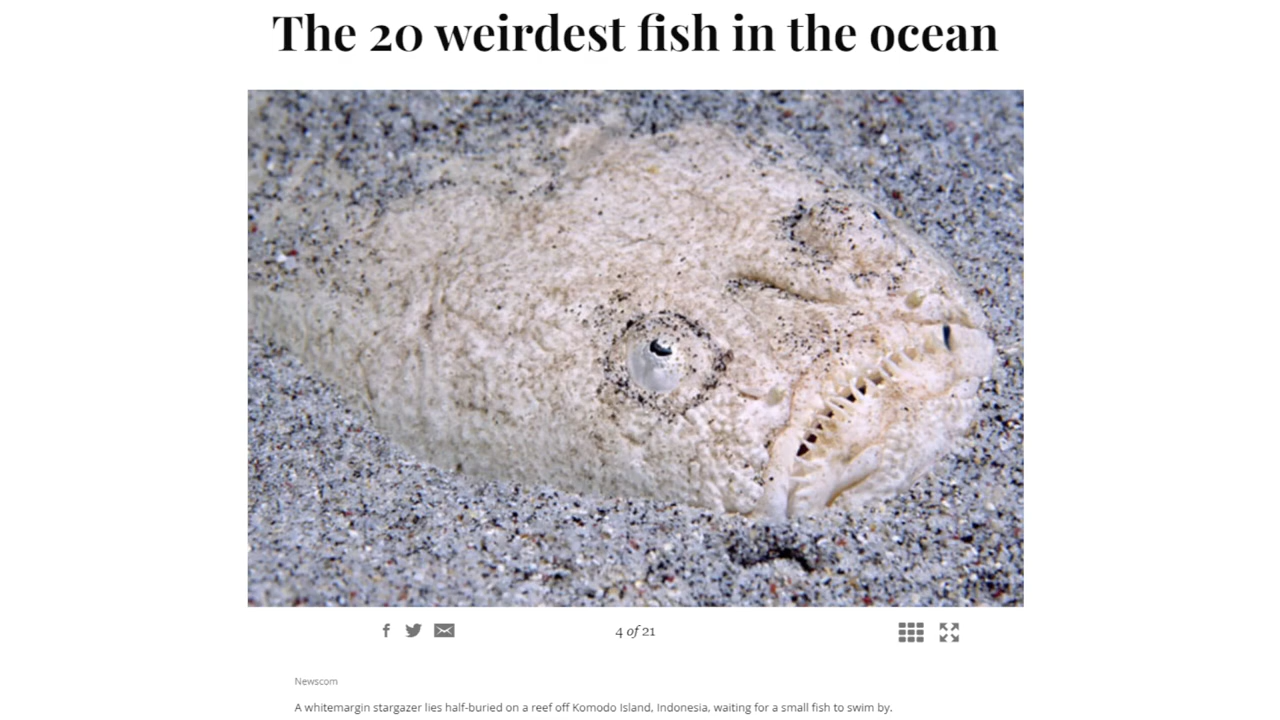 The 20 weirdest fish in the ocean
4 of 21
Newscom
A whitemargin stargazer lies half-buried on a reef off Komodo Island, Indonesia, waiting for a small fish to swim by.